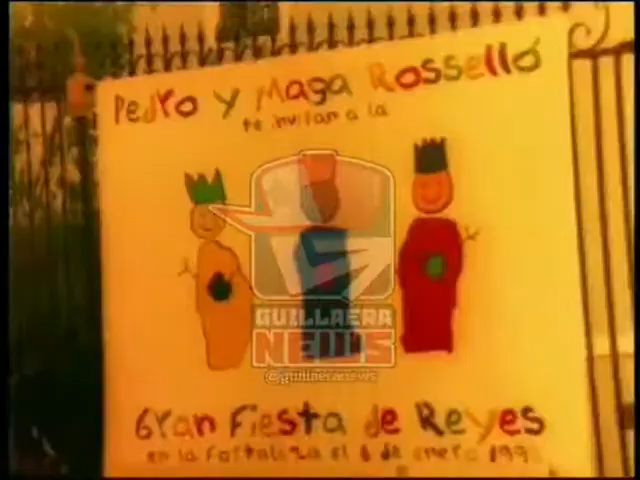 Pedro y Maga Rosselló
te invitan a la
GUILLAERA
NEWS
@guillaeranews
Gran Fiesta de Reyes
en la Fortaleza el 6 de enero